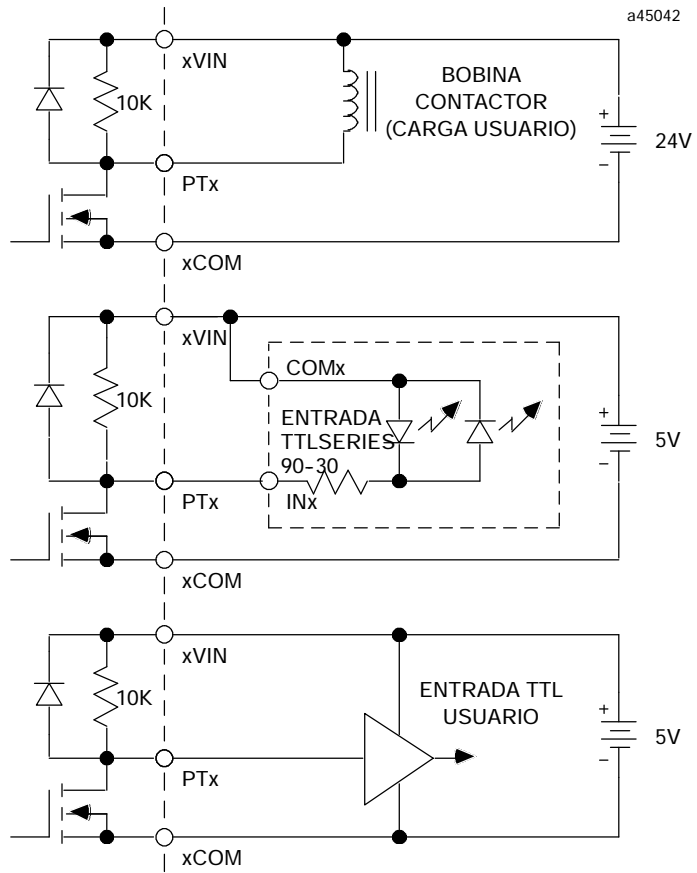 a45042
xVIN
10K
BOBINA
CONTACTOR
(CARGA USUARIO)
+
24V
−
PTx
xCOM
xVIN
COMx
10K
ENTRADA
TTLSERIES
90-30
+
5V
−
PTx
INx
xCOM
xVIN
10K
ENTRADA TTL
USUARIO
+
5V
−
PTx
xCOM